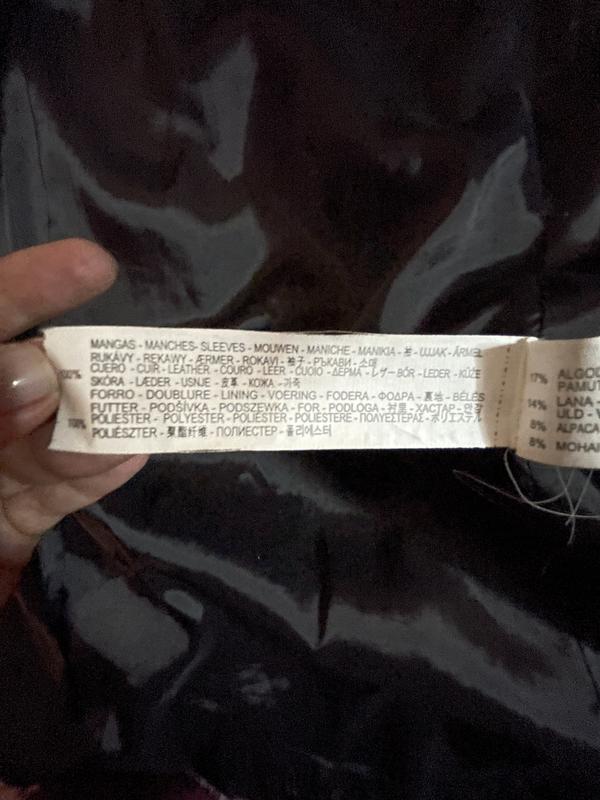 MANGAS - MANCHES- SLEEVES - MOUWEN - MANICHE - MANIKIA - 袖 - ԱՆԱԿ - ÄRMEL
RUKÁVY - RĘKAWY - ÆRMER - ROKAVI - 袖子 - РЪКАВИ - 소매
100% CUERO - CUIR - LEATHER - COURO - LEER - CUOIO - ΔΕΡΜΑ - レザー BÖR - LEDER - KŮŽE
SKÓRA - LÆDER - USNJE - 皮革 - КОЖА - 가죽
FORRO - DOUBLURE - LINING - VOERING - FODERA - ΦΟΔΡΑ - 裏地 - BÉLÉS
FUTTER - PODŠÍVKA - PODSZEWKA - FOR - PODLOGA - 衬里 - ХАСТАР - 안감
100% POLIÉSTER - POLYESTER - POLIESTER - POLIESTERE - ΠΟΛΥΕΣΤΕΡΑΣ - ポリエステル
POLIÉSZTER - 聚酯纤维 - ПОЛИЕСТЕР - 폴리에스터
17% ALGOD
PAMUT
14% LANA -
ULD - V
8% ALPACA
8% MOHAI